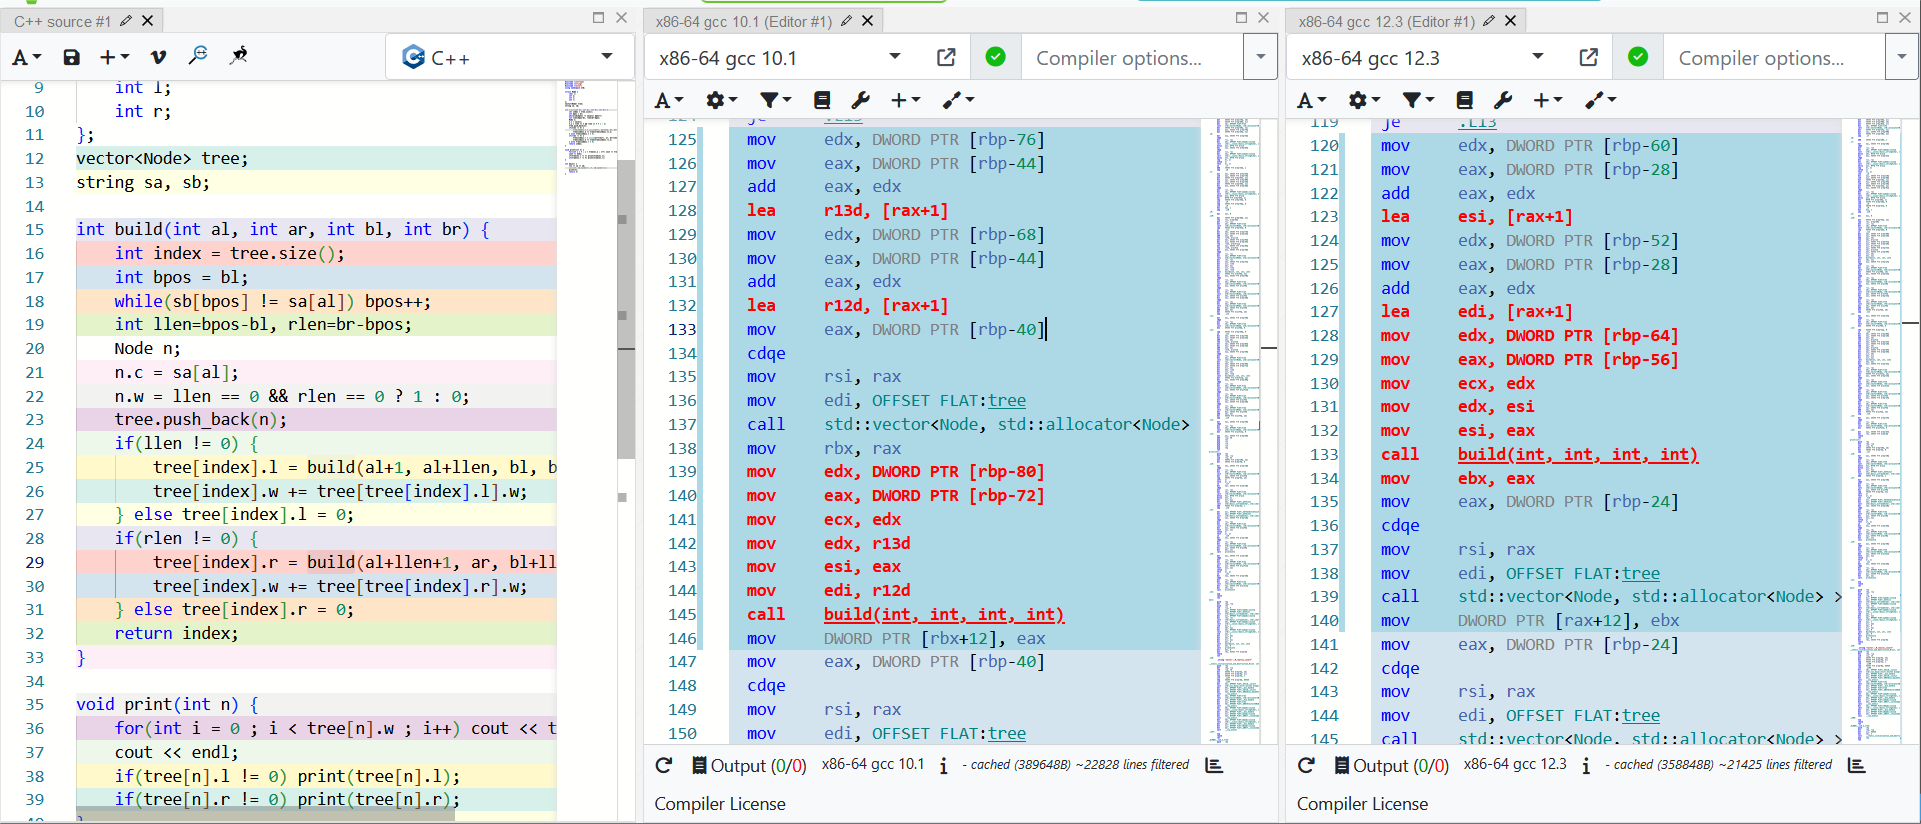 C++ source #1
A
+
C++
9 int l;
10 int r;
11 };
12 vector<Node> tree;
13 string sa, sb;
14
15 int build(int al, int ar, int bl, int br) {
16 int index = tree.size();
17 int bpos = bl;
18 while(sb[bpos] != sa[al]) bpos++;
19 int llen=bpos-bl, rlen=br-bpos;
20 Node n;
21 n.c = sa[al];
22 n.w = llen == 0 && rlen == 0 ? 1 : 0;
23 tree.push_back(n);
24 if(llen != 0) {
25 tree[index].l = build(al+1, al+llen, bl, b
26 tree[index].w += tree[tree[index].l].w;
27 } else tree[index].l = 0;
28 if(rlen != 0) {
29 tree[index].r = build(al+llen+1, ar, bl+ll
30 tree[index].w += tree[tree[index].r].w;
31 } else tree[index].r = 0;
32 return index;
33 }
34
35 void print(int n) {
36 for(int i = 0 ; i < tree[n].w ; i++) cout << t
37 cout << endl;
38 if(tree[n].l != 0) print(tree[n].l);
39 if(tree[n].r != 0) print(tree[n].r);
x86-64 gcc 10.1 (Editor #1)
x86-64 gcc 10.1
Compiler options...
A
+
125 mov edx, DWORD PTR [rbp-76]
126 mov eax, DWORD PTR [rbp-44]
127 add eax, edx
128 lea r13d, [rax+1]
129 mov edx, DWORD PTR [rbp-68]
130 mov eax, DWORD PTR [rbp-44]
131 add eax, edx
132 lea r12d, [rax+1]
133 mov eax, DWORD PTR [rbp-40]
134 cdqe
135 mov rsi, rax
136 mov edi, OFFSET FLAT:tree
137 call std::vector<Node, std::allocator<Node>
138 mov rbx, rax
139 mov edx, DWORD PTR [rbp-80]
140 mov eax, DWORD PTR [rbp-72]
141 mov ecx, edx
142 mov edx, r13d
143 mov esi, eax
144 mov edi, r12d
145 call build(int, int, int, int)
146 mov DWORD PTR [rbx+12], eax
147 mov eax, DWORD PTR [rbp-40]
148 cdqe
149 mov rsi, rax
150 mov edi, OFFSET FLAT:tree
Output (0/0) x86-64 gcc 10.1 i - cached (389648B) ~22828 lines filtered
Compiler License
x86-64 gcc 12.3 (Editor #1)
x86-64 gcc 12.3
Compiler options...
A
+
119 je .L13
120 mov edx, DWORD PTR [rbp-60]
121 mov eax, DWORD PTR [rbp-28]
122 add eax, edx
123 lea esi, [rax+1]
124 mov edx, DWORD PTR [rbp-52]
125 mov eax, DWORD PTR [rbp-28]
126 add eax, edx
127 lea edi, [rax+1]
128 mov edx, DWORD PTR [rbp-64]
129 mov eax, DWORD PTR [rbp-56]
130 mov ecx, edx
131 mov edx, esi
132 mov esi, eax
133 call build(int, int, int, int)
134 mov ebx, eax
135 mov eax, DWORD PTR [rbp-24]
136 cdqe
137 mov rsi, rax
138 mov edi, OFFSET FLAT:tree
139 call std::vector<Node, std::allocator<Node> >
140 mov DWORD PTR [rax+12], ebx
141 mov eax, DWORD PTR [rbp-24]
142 cdqe
143 mov rsi, rax
144 mov edi, OFFSET FLAT:tree
145 call std::vector<Node, std::allocator<Node> >
Output (0/0) x86-64 gcc 12.3 i - cached (358848B) ~21425 lines filtered
Compiler License